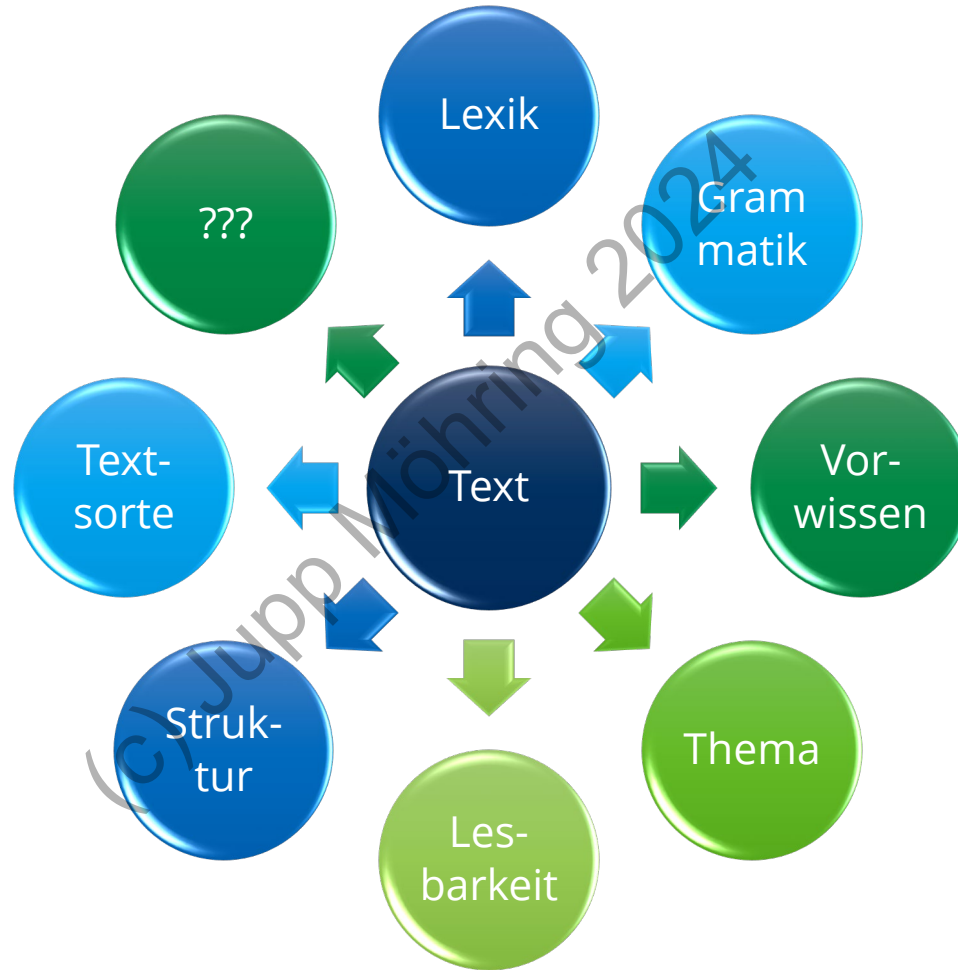 Lexik
Gram
matik
Vor-
wissen
Thema
Les-
barkeit
Struk-
tur
Text-
sorte
???
Text
(c) Jupp Möhring 2024